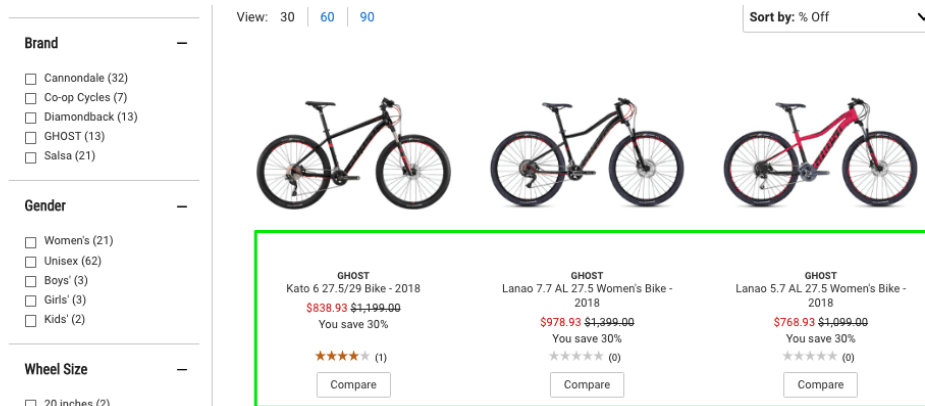 View: 30 60 90
Sort by: % Off
Brand
Cannondale (32)
Co-op Cycles (7)
Diamondback (13)
GHOST (13)
Salsa (21)
Gender
Women's (21)
Unisex (62)
Boys' (3)
Girls' (3)
Kids' (2)
Wheel Size
20 inches (2)
GHOST
Kato 6 27.5/29 Bike - 2018
$838.93 $1,199.00
You save 30%
(1)
Compare
GHOST
Lanao 7.7 AL 27.5 Women's Bike -
2018
$978.93 $1,399.00
You save 30%
(0)
Compare
GHOST
Lanao 5.7 AL 27.5 Women's Bike -
2018
$768.93 $1,099.00
You save 30%
(0)
Compare